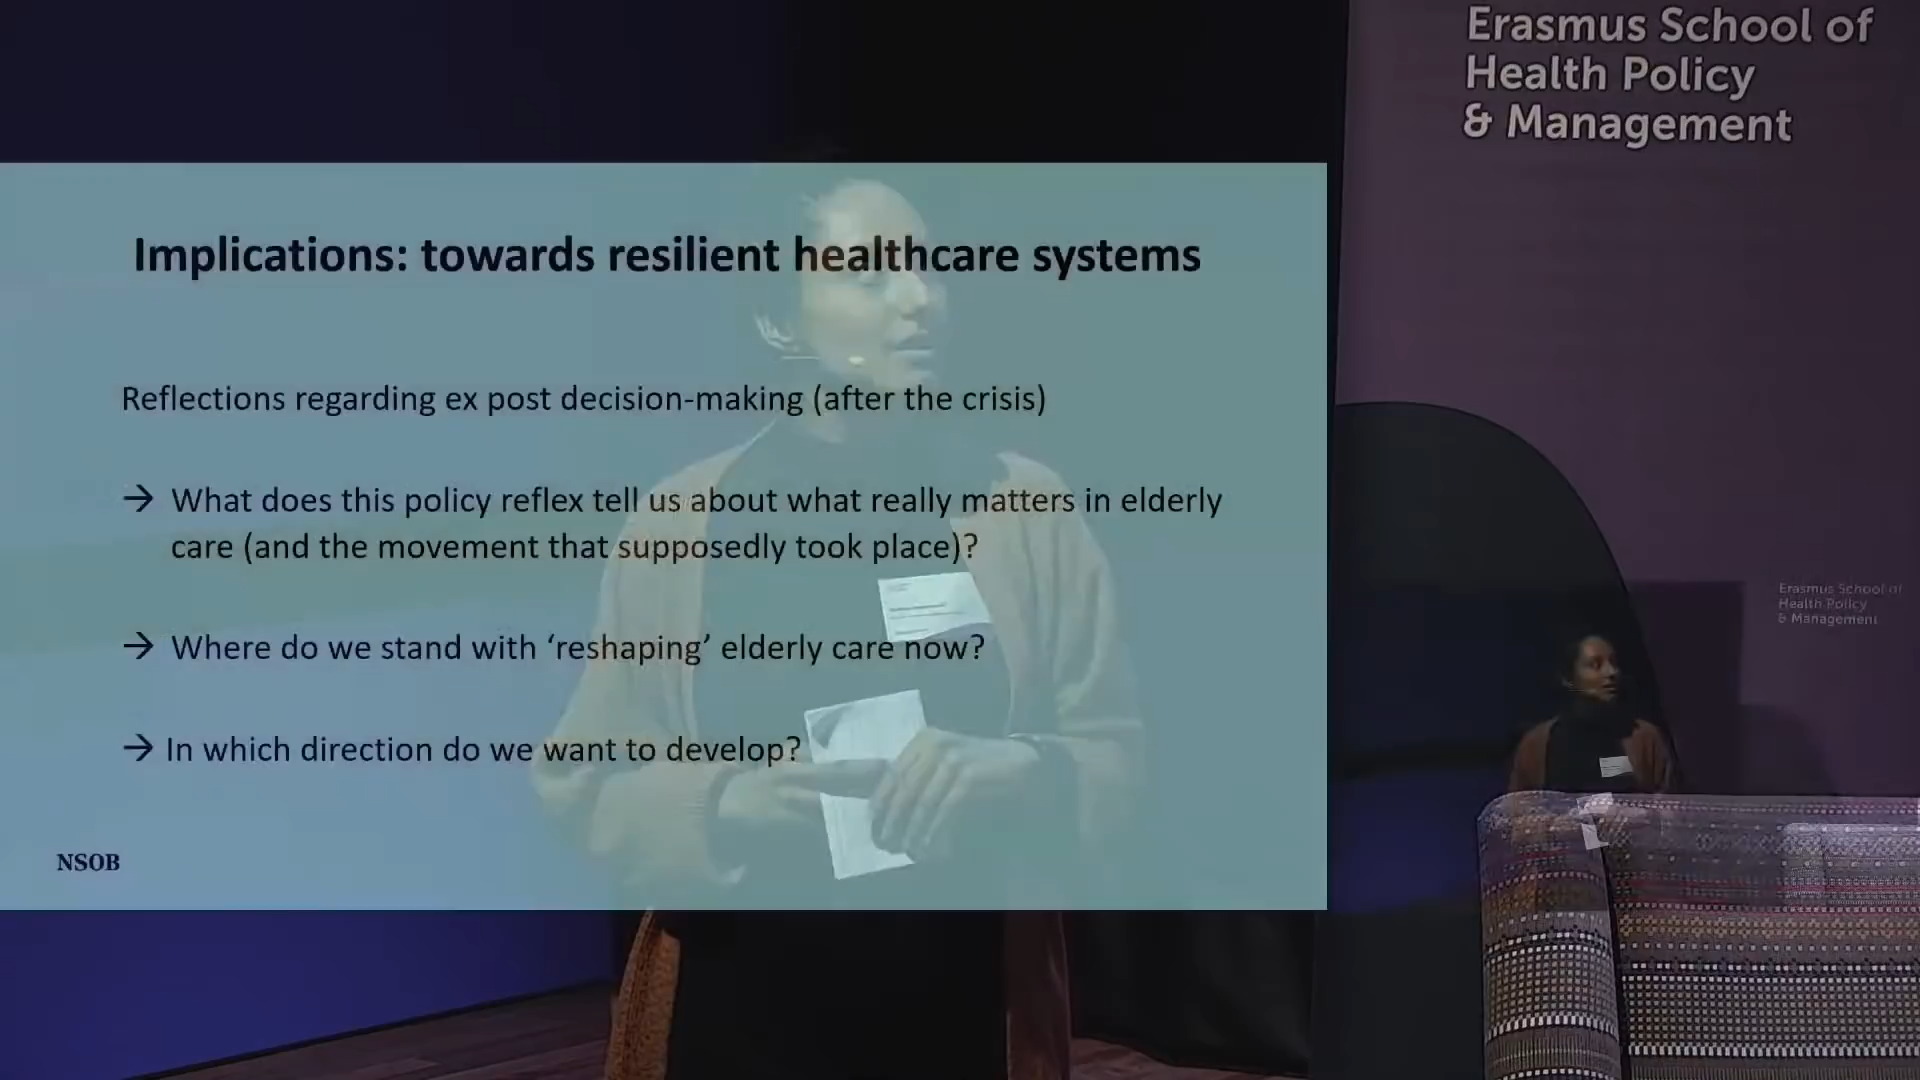 Erasmus School of
Health Policy
& Management
Implications: towards resilient healthcare systems
Reflections regarding ex post decision-making (after the crisis)
→ What does this policy reflex tell us about what really matters in elderly
care (and the movement that supposedly took place)?
→ Where do we stand with ‘reshaping’ elderly care now?
→ In which direction do we want to develop?
NSOB
Erasmus School of
Health Policy
& Management